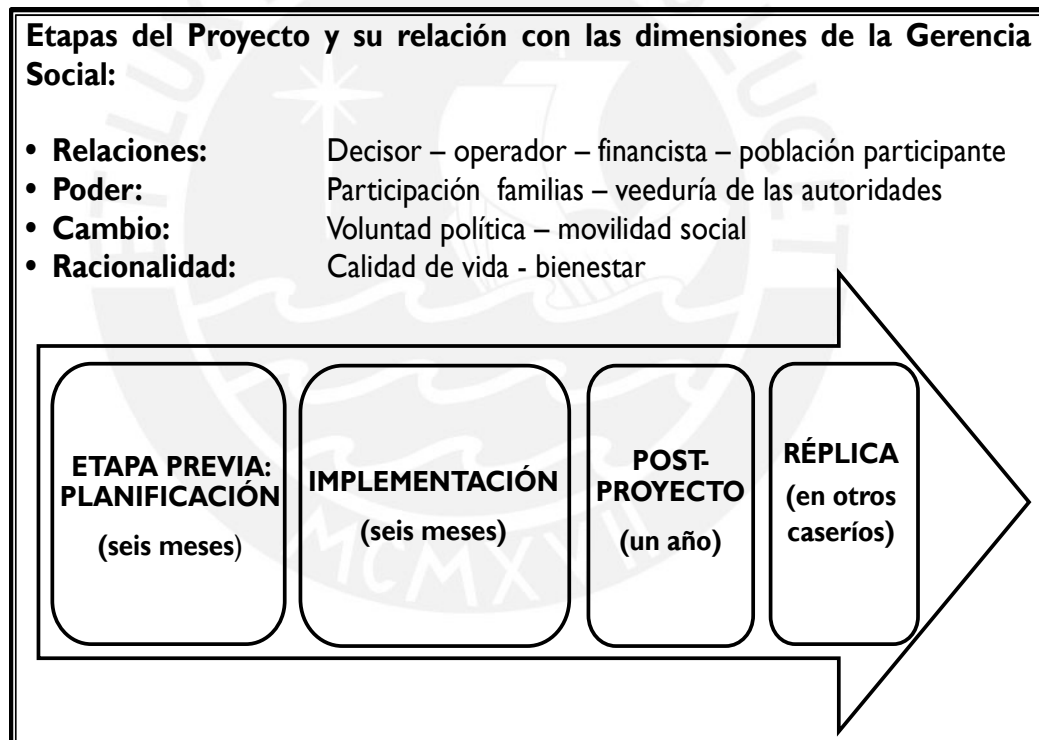 Etapas del Proyecto y su relación con las dimensiones de la Gerencia
Social:
• Relaciones: Decisor – operador – financista – población participante
• Poder: Participación familias – veeduría de las autoridades
• Cambio: Voluntad política – movilidad social
• Racionalidad: Calidad de vida - bienestar
ETAPA PREVIA:
PLANIFICACIÓN
(seis meses)
IMPLEMENTACIÓN
(seis meses)
POST-
PROYECTO
(un año)
RÉPLICA
(en otros
caseríos)